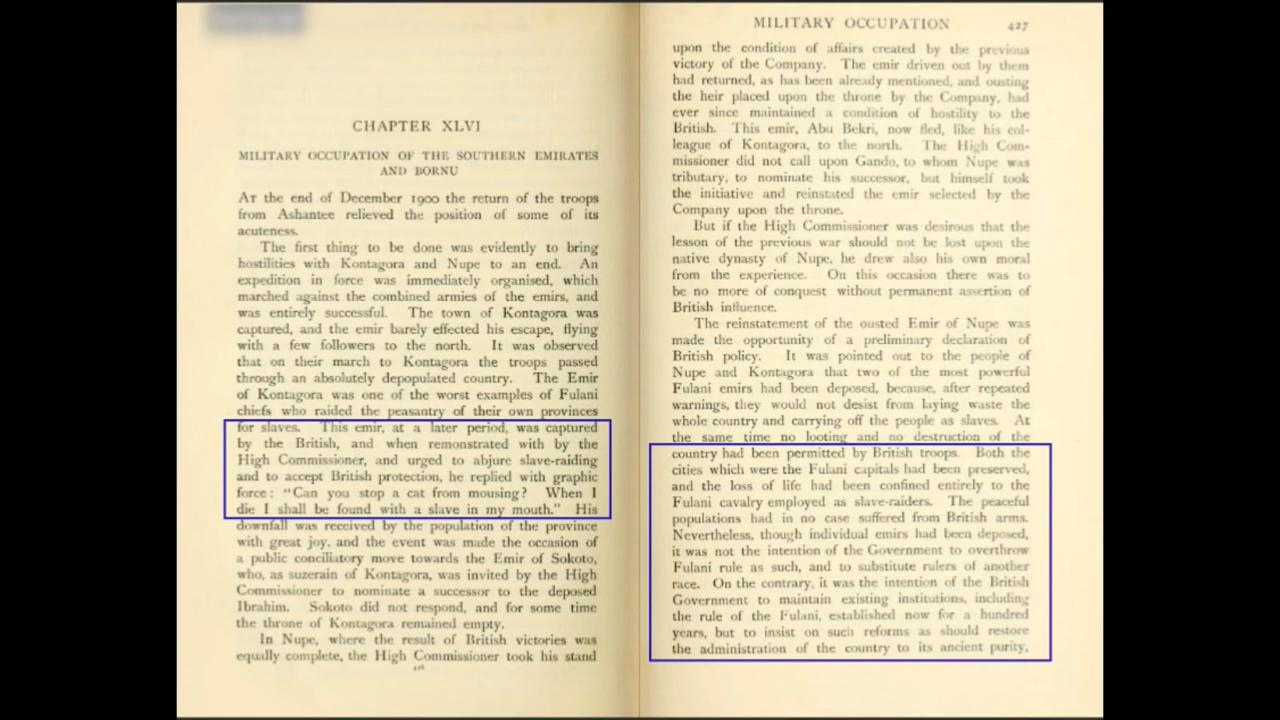 CHAPTER XLVI
MILITARY OCCUPATION OF THE SOUTHERN EMIRATES
AND BORNU
At the end of December 1900 the return of the troops
from Ashantee relieved the position of some of its
acuteness.
The first thing to be done was evidently to bring
hostilities with Kontagora and Nupe to an end. An
expedition in force was immediately organised, which
marched against the combined armies of the emirs, and
was entirely successful. The town of Kontagora was
captured, and the emir barely effected his escape, flying
with a few followers to the north. It was observed
that on their march to Kontagora the troops passed
through an absolutely depopulated country. The Emir
of Kontagora was one of the worst examples of Fulani
chiefs who raided the peasantry of their own provinces
for slaves. This emir, at a later period, was captured
by the British, and when remonstrated with by the
High Commissioner, and urged to abjure slave-raiding
and to accept British protection, he replied with graphic
force: "Can you stop a cat from mousing? When I
die I shall be found with a slave in my mouth." His
downfall was received by the population of the province
with great joy, and the event was made the occasion of
a public conciliatory move towards the Emir of Sokoto,
who, as suzerain of Kontagora, was invited by the High
Commissioner to nominate a successor to the deposed
Ibrahim. Sokoto did not respond, and for some time
the throne of Kontagora remained empty.
In Nupe, where the result of British victories was
equally complete, the High Commissioner took his stand
MILITARY OCCUPATION 427
upon the condition of affairs created by the previous
victory of the Company. The emir driven out by them
had returned, as has been already mentioned, and ousting
the heir placed upon the throne by the Company, had
ever since maintained a condition of hostility to the
British. This emir, Abu Bekri, now fled, like his col-
league of Kontagora, to the north. The High Com-
missioner did not call upon Gando, to whom Nupe was
tributary, to nominate his successor, but himself took
the initiative and reinstated the emir selected by the
Company upon the throne.
But if the High Commissioner was desirous that the
lesson of the previous war should not be lost upon the
native dynasty of Nupe, he drew also his own moral
from the experience. On this occasion there was to
be no more of conquest without permanent assertion of
British influence.
The reinstatement of the ousted Emir of Nupe was
made the opportunity of a preliminary declaration of
British policy. It was pointed out to the people of
Nupe and Kontagora that two of the most powerful
Fulani emirs had been deposed, because, after repeated
warnings, they would not desist from laying waste the
whole country and carrying off the people as slaves. At
the same time no looting and no destruction of the
country had been permitted by British troops. Both the
cities which were the Fulani capitals had been preserved,
and the loss of life had been confined entirely to the
Fulani cavalry employed as slave-raiders. The peaceful
populations had in no case suffered from British arms.
Nevertheless, though individual emirs had been deposed,
it was not the intention of the Government to overthrow
Fulani rule as such, and to substitute rulers of another
race. On the contrary, it was the intention of the British
Government to maintain existing institutions, including
the rule of the Fulani, established now for a hundred
years, but to insist on such reforms as should restore
the administration of the country to its ancient purity,